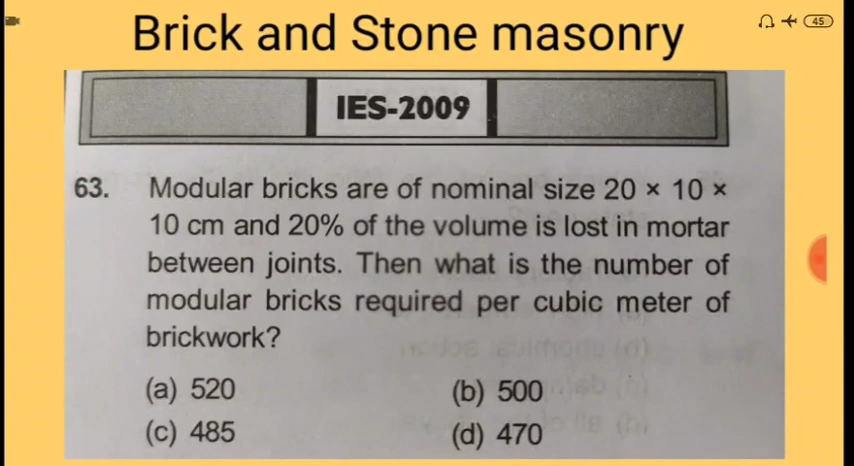 Brick and Stone masonry
45
IES-2009
63. Modular bricks are of nominal size 20 × 10 ×
10 cm and 20% of the volume is lost in mortar
between joints. Then what is the number of
modular bricks required per cubic meter of
brickwork?
(a) 520 (b) 500
(c) 485 (d) 470